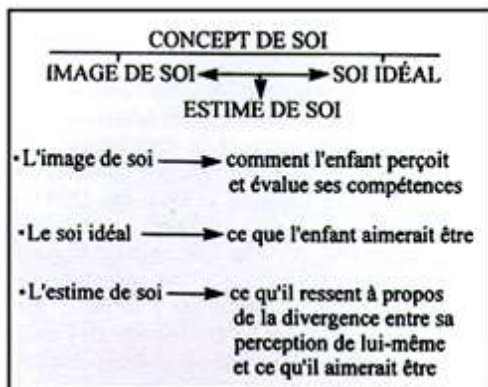 CONCEPT DE SOI
IMAGE DE SOI SOI IDÉAL
ESTIME DE SOI
•L'image de soi comment l'enfant perçoit
et évalue ses compétences
•Le soi idéal ce que l'enfant aimerait être
•L'estime de soi ce qu'il ressent à propos
de la divergence entre sa
perception de lui-même
et ce qu'il aimerait être